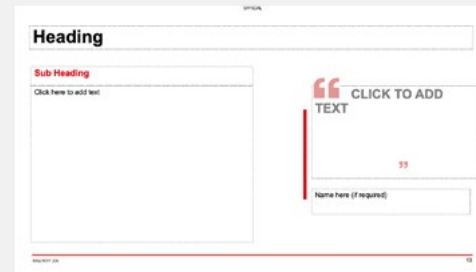 OFFICIAL
Heading
Sub Heading
Click here to add text
“ CLICK TO ADD
TEXT
”
Name here (if required)
13